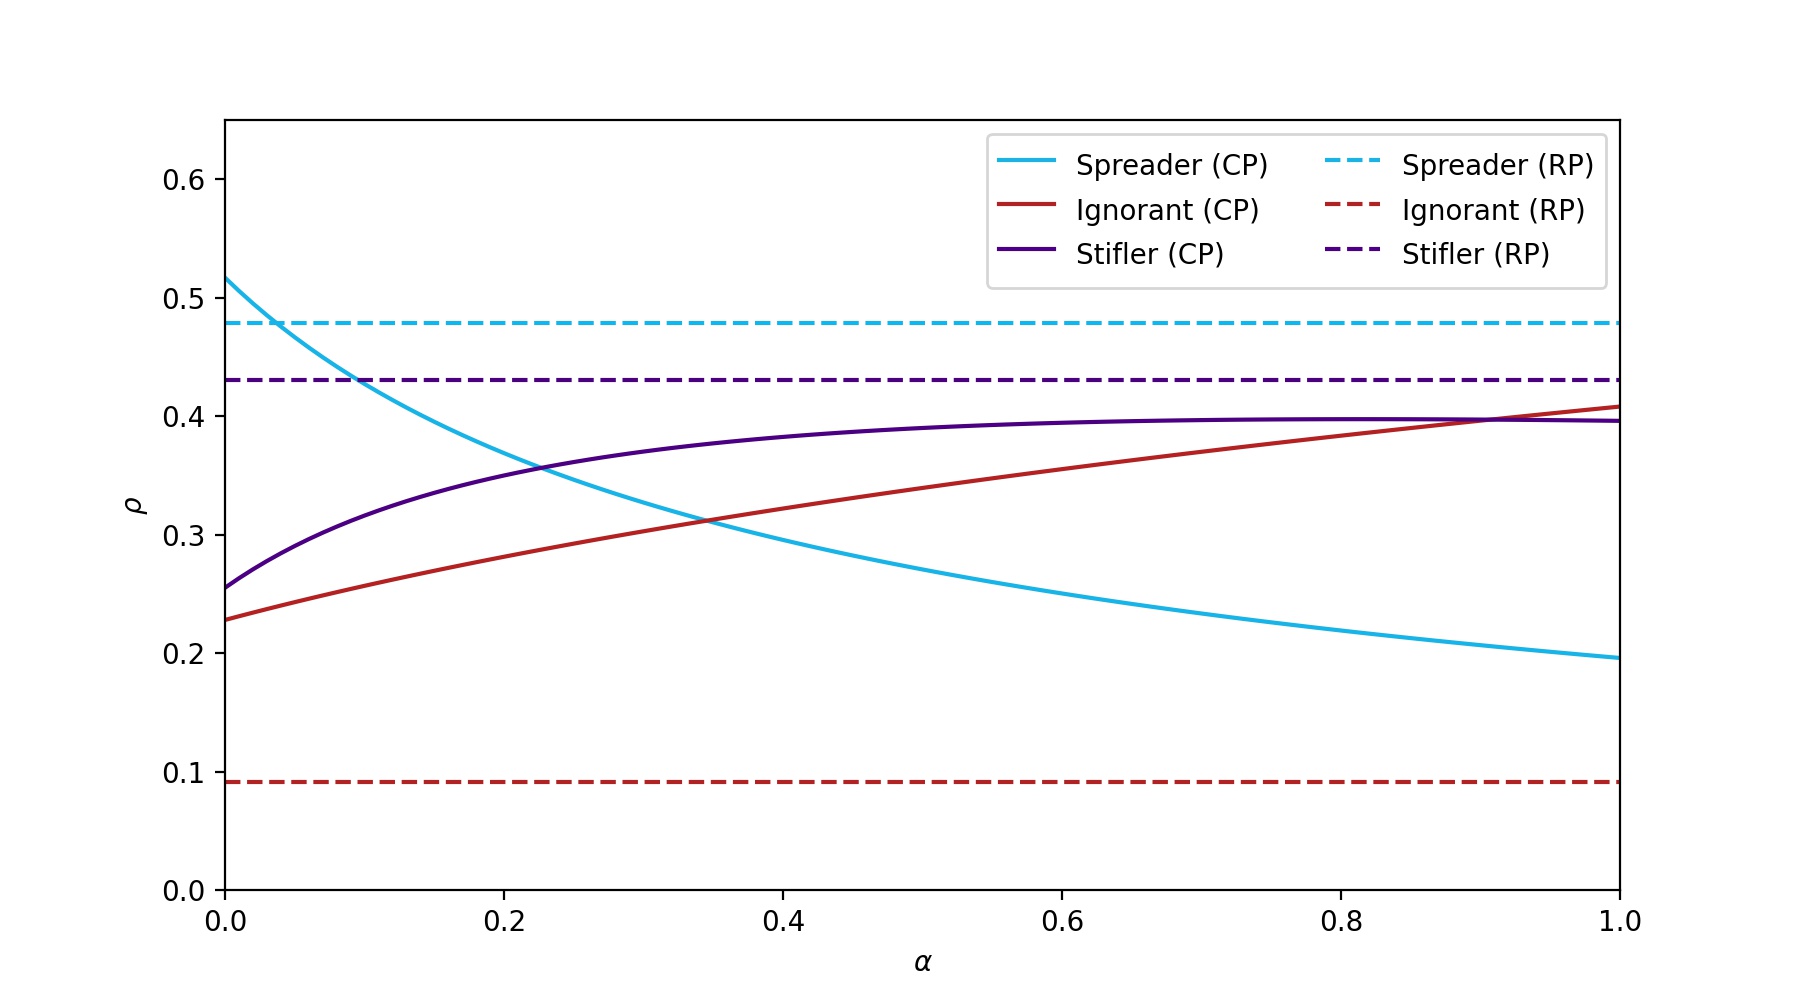 Spreader (CP) Spreader (RP)
Ignorant (CP) Ignorant (RP)
Stifler (CP) Stifler (RP)
0.6
0.5
0.4
0.3
0.2
0.1
0.0
ρ
0.0 0.2 0.4 0.6 0.8 1.0
α